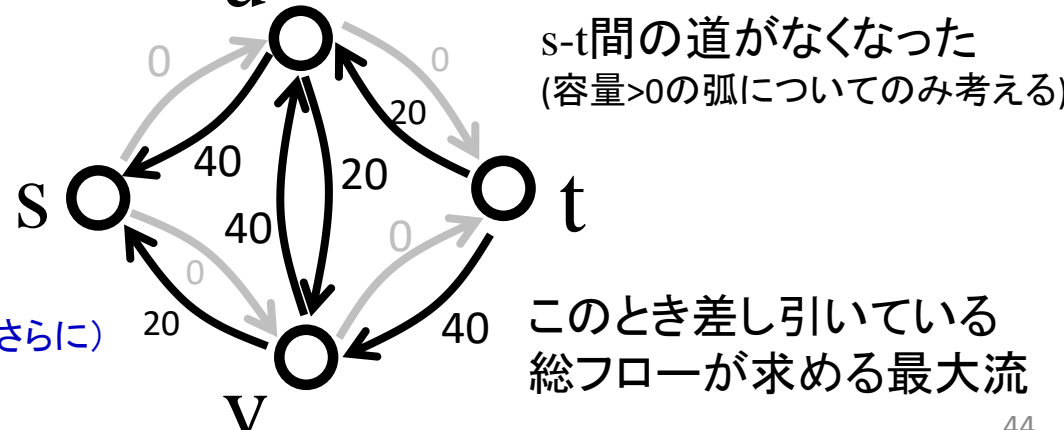 u
s-t間の道がなくなった
(容量>0の弧についてのみ考える)
0
0
20
40
20
s
t
40
0
0
さらに)
20
40
このとき差し引いている
総フローが求める最大流
v
44